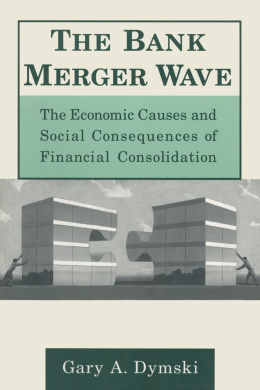 THE BANK
MERGER WAVE
The Economic Causes and
Social Consequences of
Financial Consolidation
Gary A. Dymski